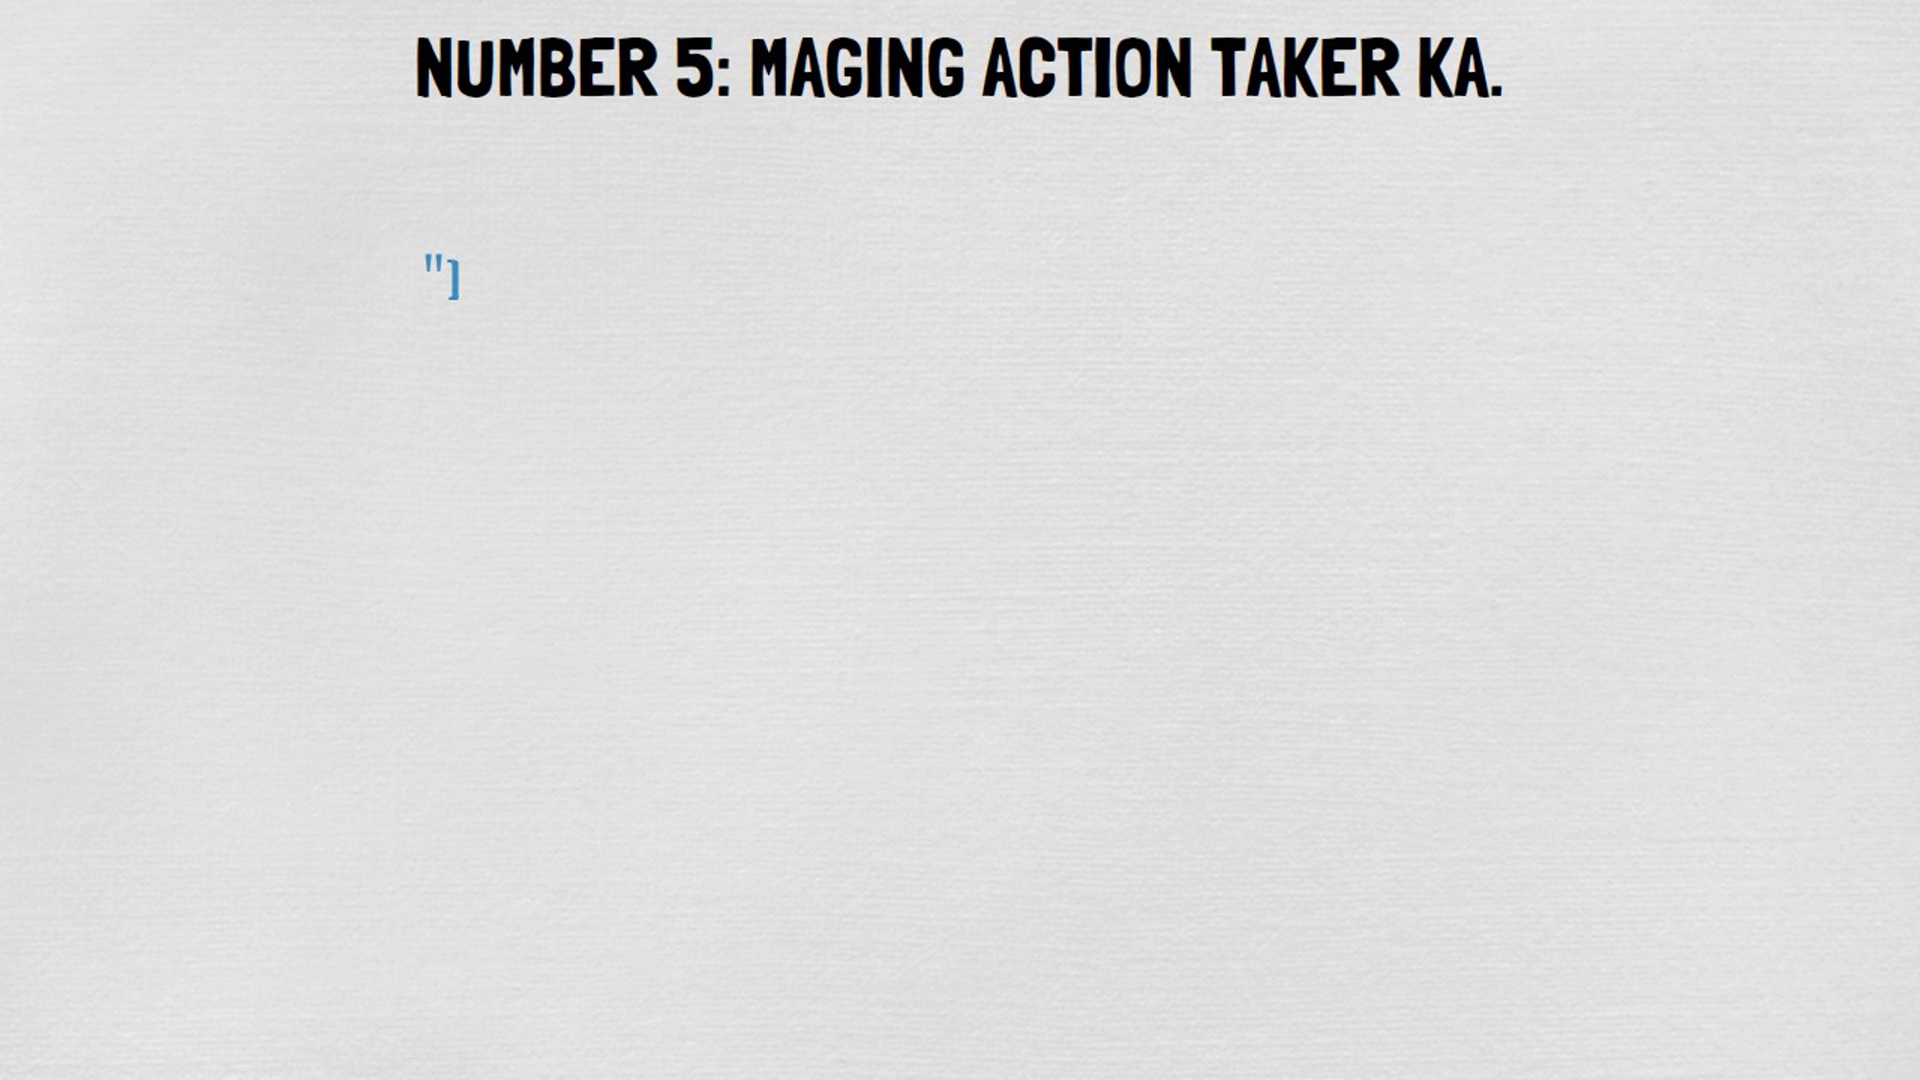 NUMBER 5: MAGING ACTION TAKER KA.
"]